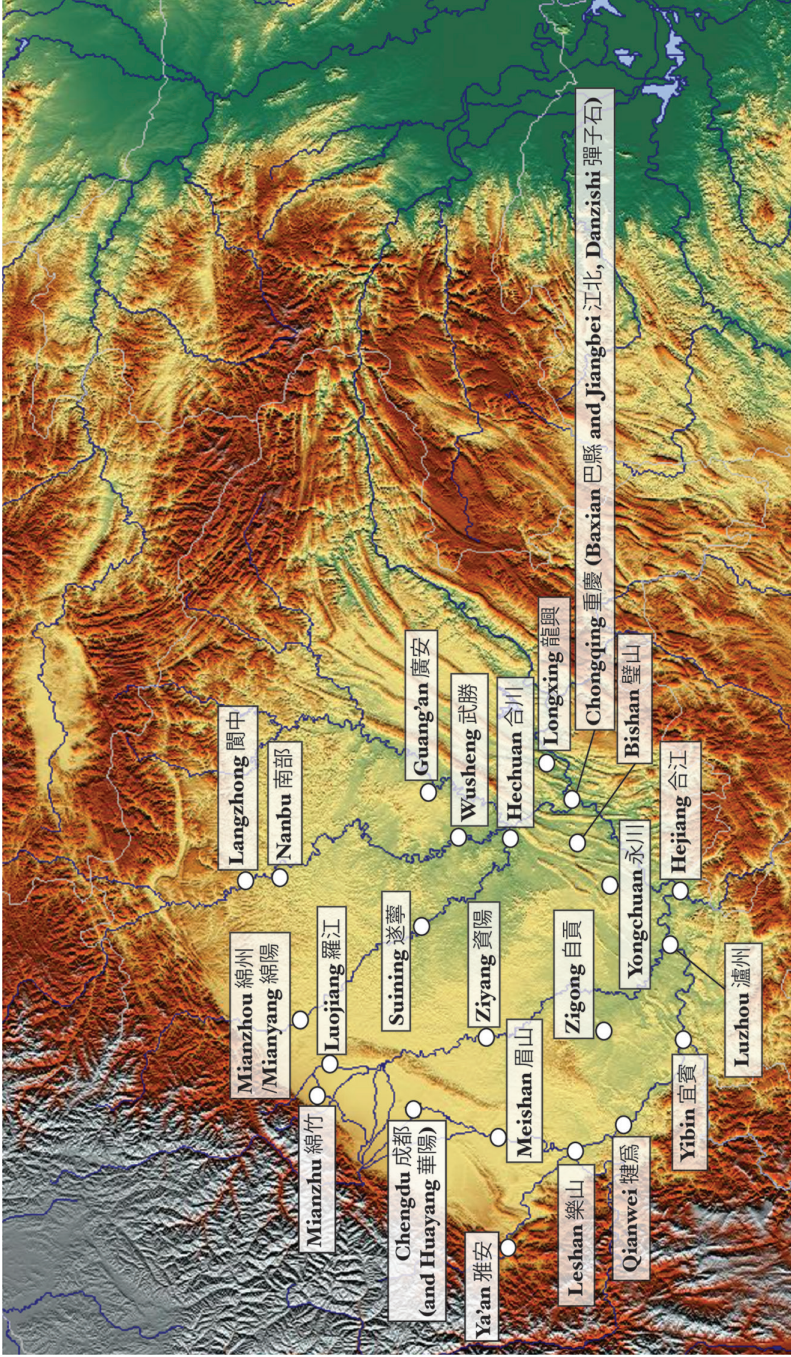 Langzhong 閬中
Nanbu 南部
Mianzhou 綿州
/Mianyang 綿陽
Luojiang 羅江
Mianzhu 綿竹
Guang'an 廣安
Suining 遂寧
Wusheng 武勝
Chengdu 成都
(and Huayang 華陽)
Ziyang 資陽
Hechuan 合川
Meishan 眉山
Ya'an 雅安
Longxing 龍興
Chongqing 重慶 (Baxian 巴縣 and Jiangbei 江北, Danzishi 彈子石)
Leshan 樂山
Zigong 自貢
Bishan 璧山
Qianwei 犍爲
Yongchuan 永川
Hejiang 合江
Yibin 宜賓
Luzhou 瀘州